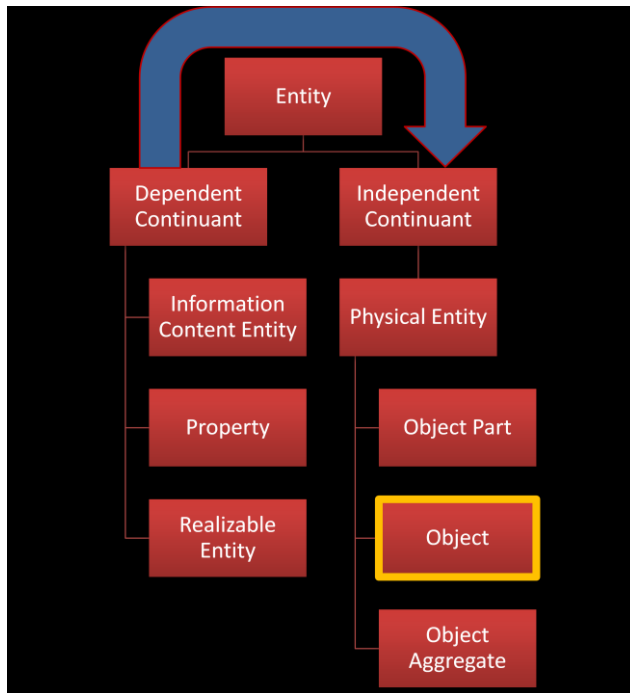 Entity
Dependent
Continuant
Independent
Continuant
Information
Content Entity
Physical Entity
Property
Object Part
Realizable
Entity
Object
Object
Aggregate